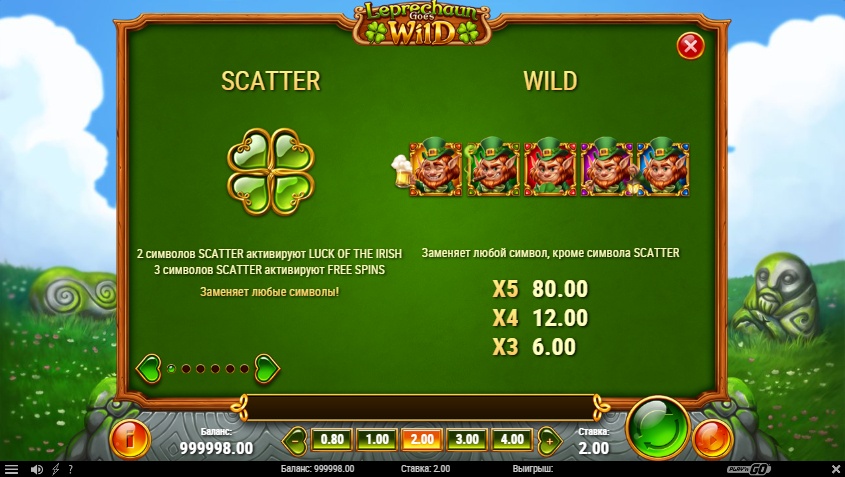 Leprechaun
Goes
Wild
SCATTER
WILD
2 символов SCATTER активируют LUCK OF THE IRISH
3 символов SCATTER активируют FREE SPINS
Заменяет любые символы!
Заменяет любой символ, кроме символа SCATTER
X5 80.00
X4 12.00
X3 6.00
Баланс:
999998.00
0.80 1.00 2.00 3.00 4.00
Ставка:
2.00
Баланс: 999998.00 Ставка: 2.00 Выигрыш:
PLAY'N GO